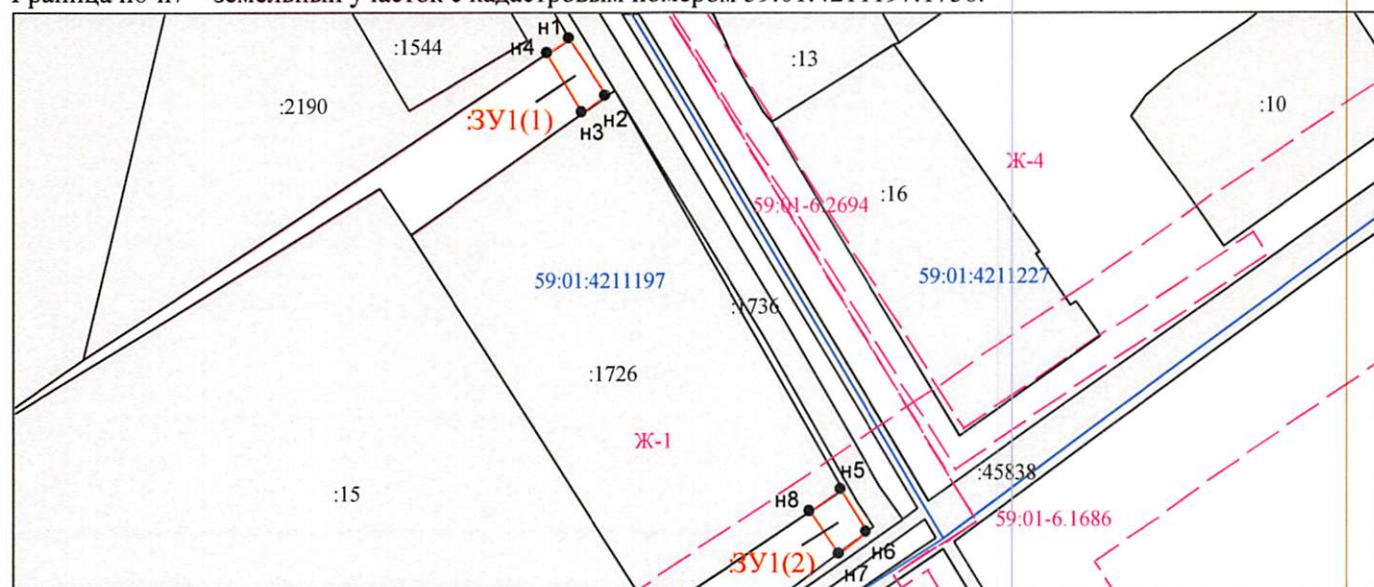 Граница по н7 – земельный участок с кадастровым номером 59:01:4211197:1736.
н1
:1544
н4
:13
:2190
:10
:ЗУ1(1)
н2
н3
Ж-4
:16
59:01-6.2694
59:01:4211197
59:01:4211227
:1736
:1726
Ж-1
:45838
н5
:15
н8
59:01-6.1686
н6
:ЗУ1(2)
н7